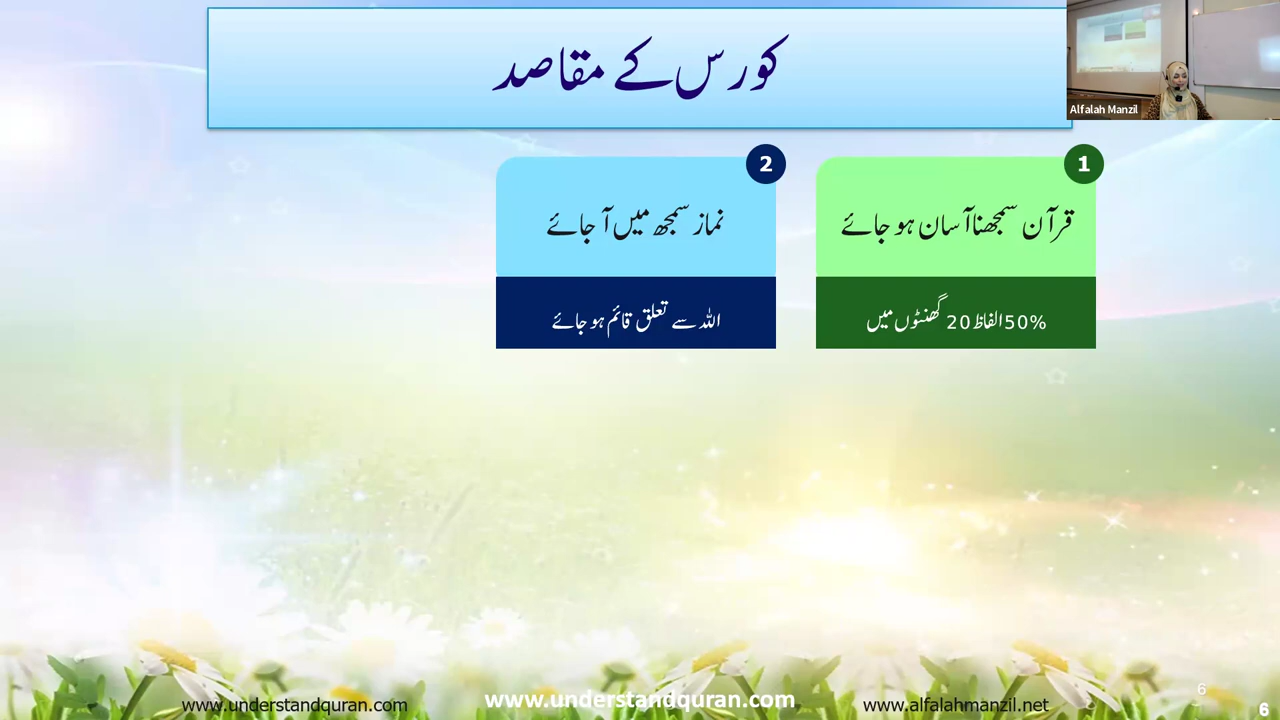 کورس کے مقاصد
Alfalah Manzil
1
قرآن سمجھنا آسان ہو جائے
50% الفاظ 20 گھنٹوں میں
2
نماز سمجھ میں آ جائے
اللہ سے تعلق قائم ہو جائے
www.understandquran.com
www.understandquran.com
www.alfalahmanzil.net
6
6